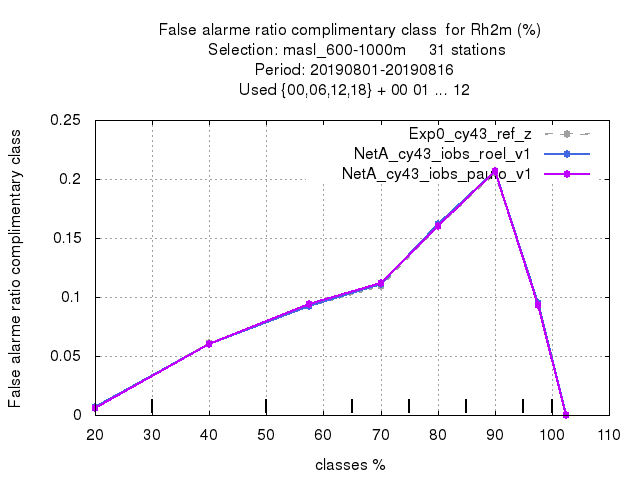 False alarme ratio complimentary class  for Rh2m (%)
Selection: masl_600-1000m     31 stations
Period: 20190801-20190816
Used {00,06,12,18} + 00 01 ... 12
Exp0_cy43_ref_z
NetA_cy43_iobs_roel_v1
NetA_cy43_iobs_paulo_v1
False alarme ratio complimentary class
0.25
0.2
0.15
0.1
0.05
0
20 30 40 50 60 70 80 90 100 110
classes %